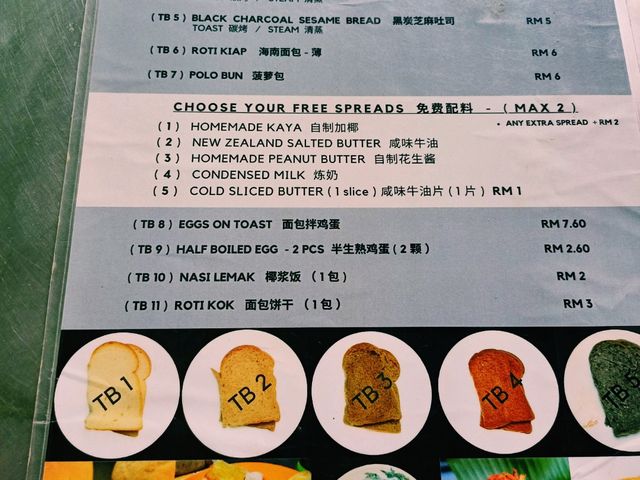 ( TB 5 ) BLACK CHARCOAL SESAME BREAD 黑炭芝麻吐司 RM 5
TOAST 碳烤 / STEAM 清蒸
( TB 6 ) ROTI KIAP 海南面包 - 薄 RM 6
( TB 7 ) POLO BUN 菠萝包 RM 6
CHOOSE YOUR FREE SPREADS 免费配料 - ( MAX 2 )
• ANY EXTRA SPREAD + RM 2
( 1 ) HOMEMADE KAYA 自制加椰
( 2 ) NEW ZEALAND SALTED BUTTER 咸味牛油
( 3 ) HOMEMADE PEANUT BUTTER 自制花生酱
( 4 ) CONDENSED MILK 炼奶
( 5 ) COLD SLICED BUTTER ( 1 slice ) 咸味牛油片 ( 1 片 ) RM 1
( TB 8 ) EGGS ON TOAST 面包拌鸡蛋 RM 7.60
( TB 9 ) HALF BOILED EGG - 2 PCS 半生熟鸡蛋 ( 2 颗 ) RM 2.60
( TB 10 ) NASI LEMAK 椰浆饭 ( 1 包 ) RM 2
( TB 11 ) ROTI KOK 面包饼干 ( 1 包 ) RM 3
TB 1 TB 2 TB 3 TB 4 TB 5